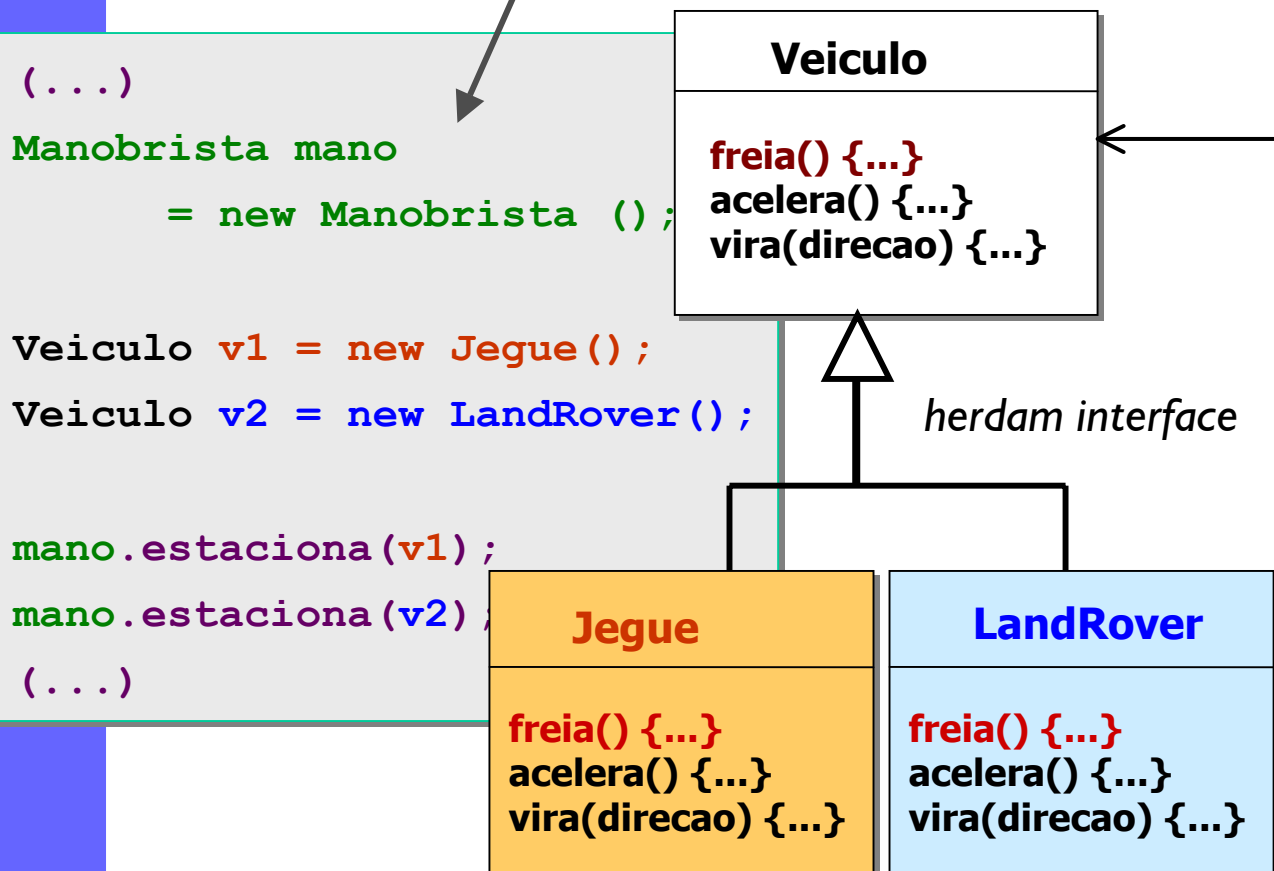 (...)
Manobrista mano
= new Manobrista ();
Veiculo v1 = new Jegue();
Veiculo v2 = new LandRover();
mano.estaciona(v1);
mano.estaciona(v2);
(...)
Veiculo
freia() {...}
acelera() {...}
vira(direcao) {...}
herdam interface
Jegue
freia() {...}
acelera() {...}
vira(direcao) {...}
LandRover
freia() {...}
acelera() {...}
vira(direcao) {...}